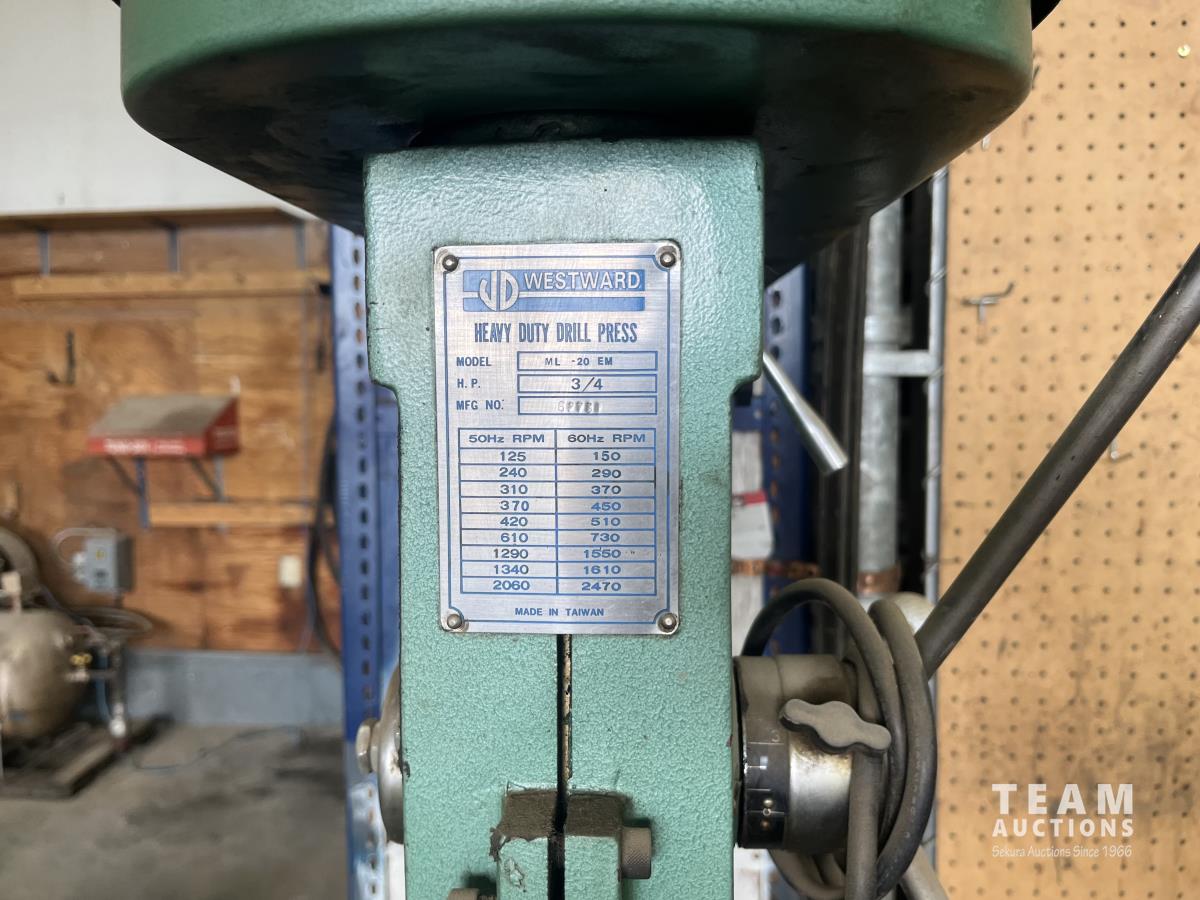 WESTWARD
HEAVY DUTY DRILL PRESS
MODEL ML -20 EM
H.P. 3/4
MFG NO:
50Hz RPM 60Hz RPM
125 150
240 290
310 370
370 450
420 510
610 730
1290 1550
1340 1610
2060 2470
MADE IN TAIWAN
TEAM
AUCTIONS
Sekura Auctions Since 1966